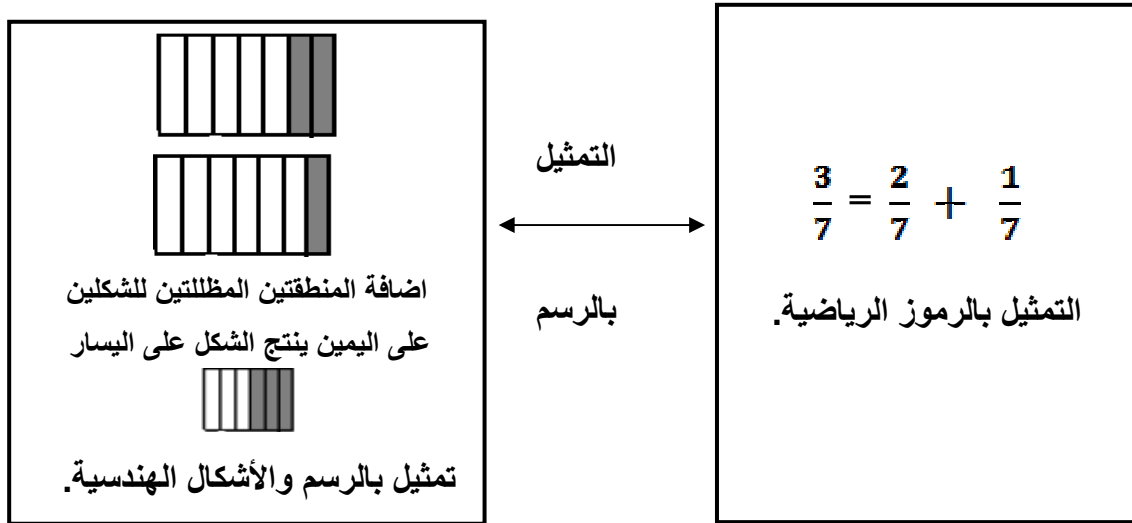 3/7 = 2/7 + 1/7
التمثيل بالرموز الرياضية.
التمثيل
بالرسم
اضافة المنطقتين المظللتين للشكلين
على اليمين ينتج الشكل على اليسار
تمثيل بالرسم والأشكال الهندسية.